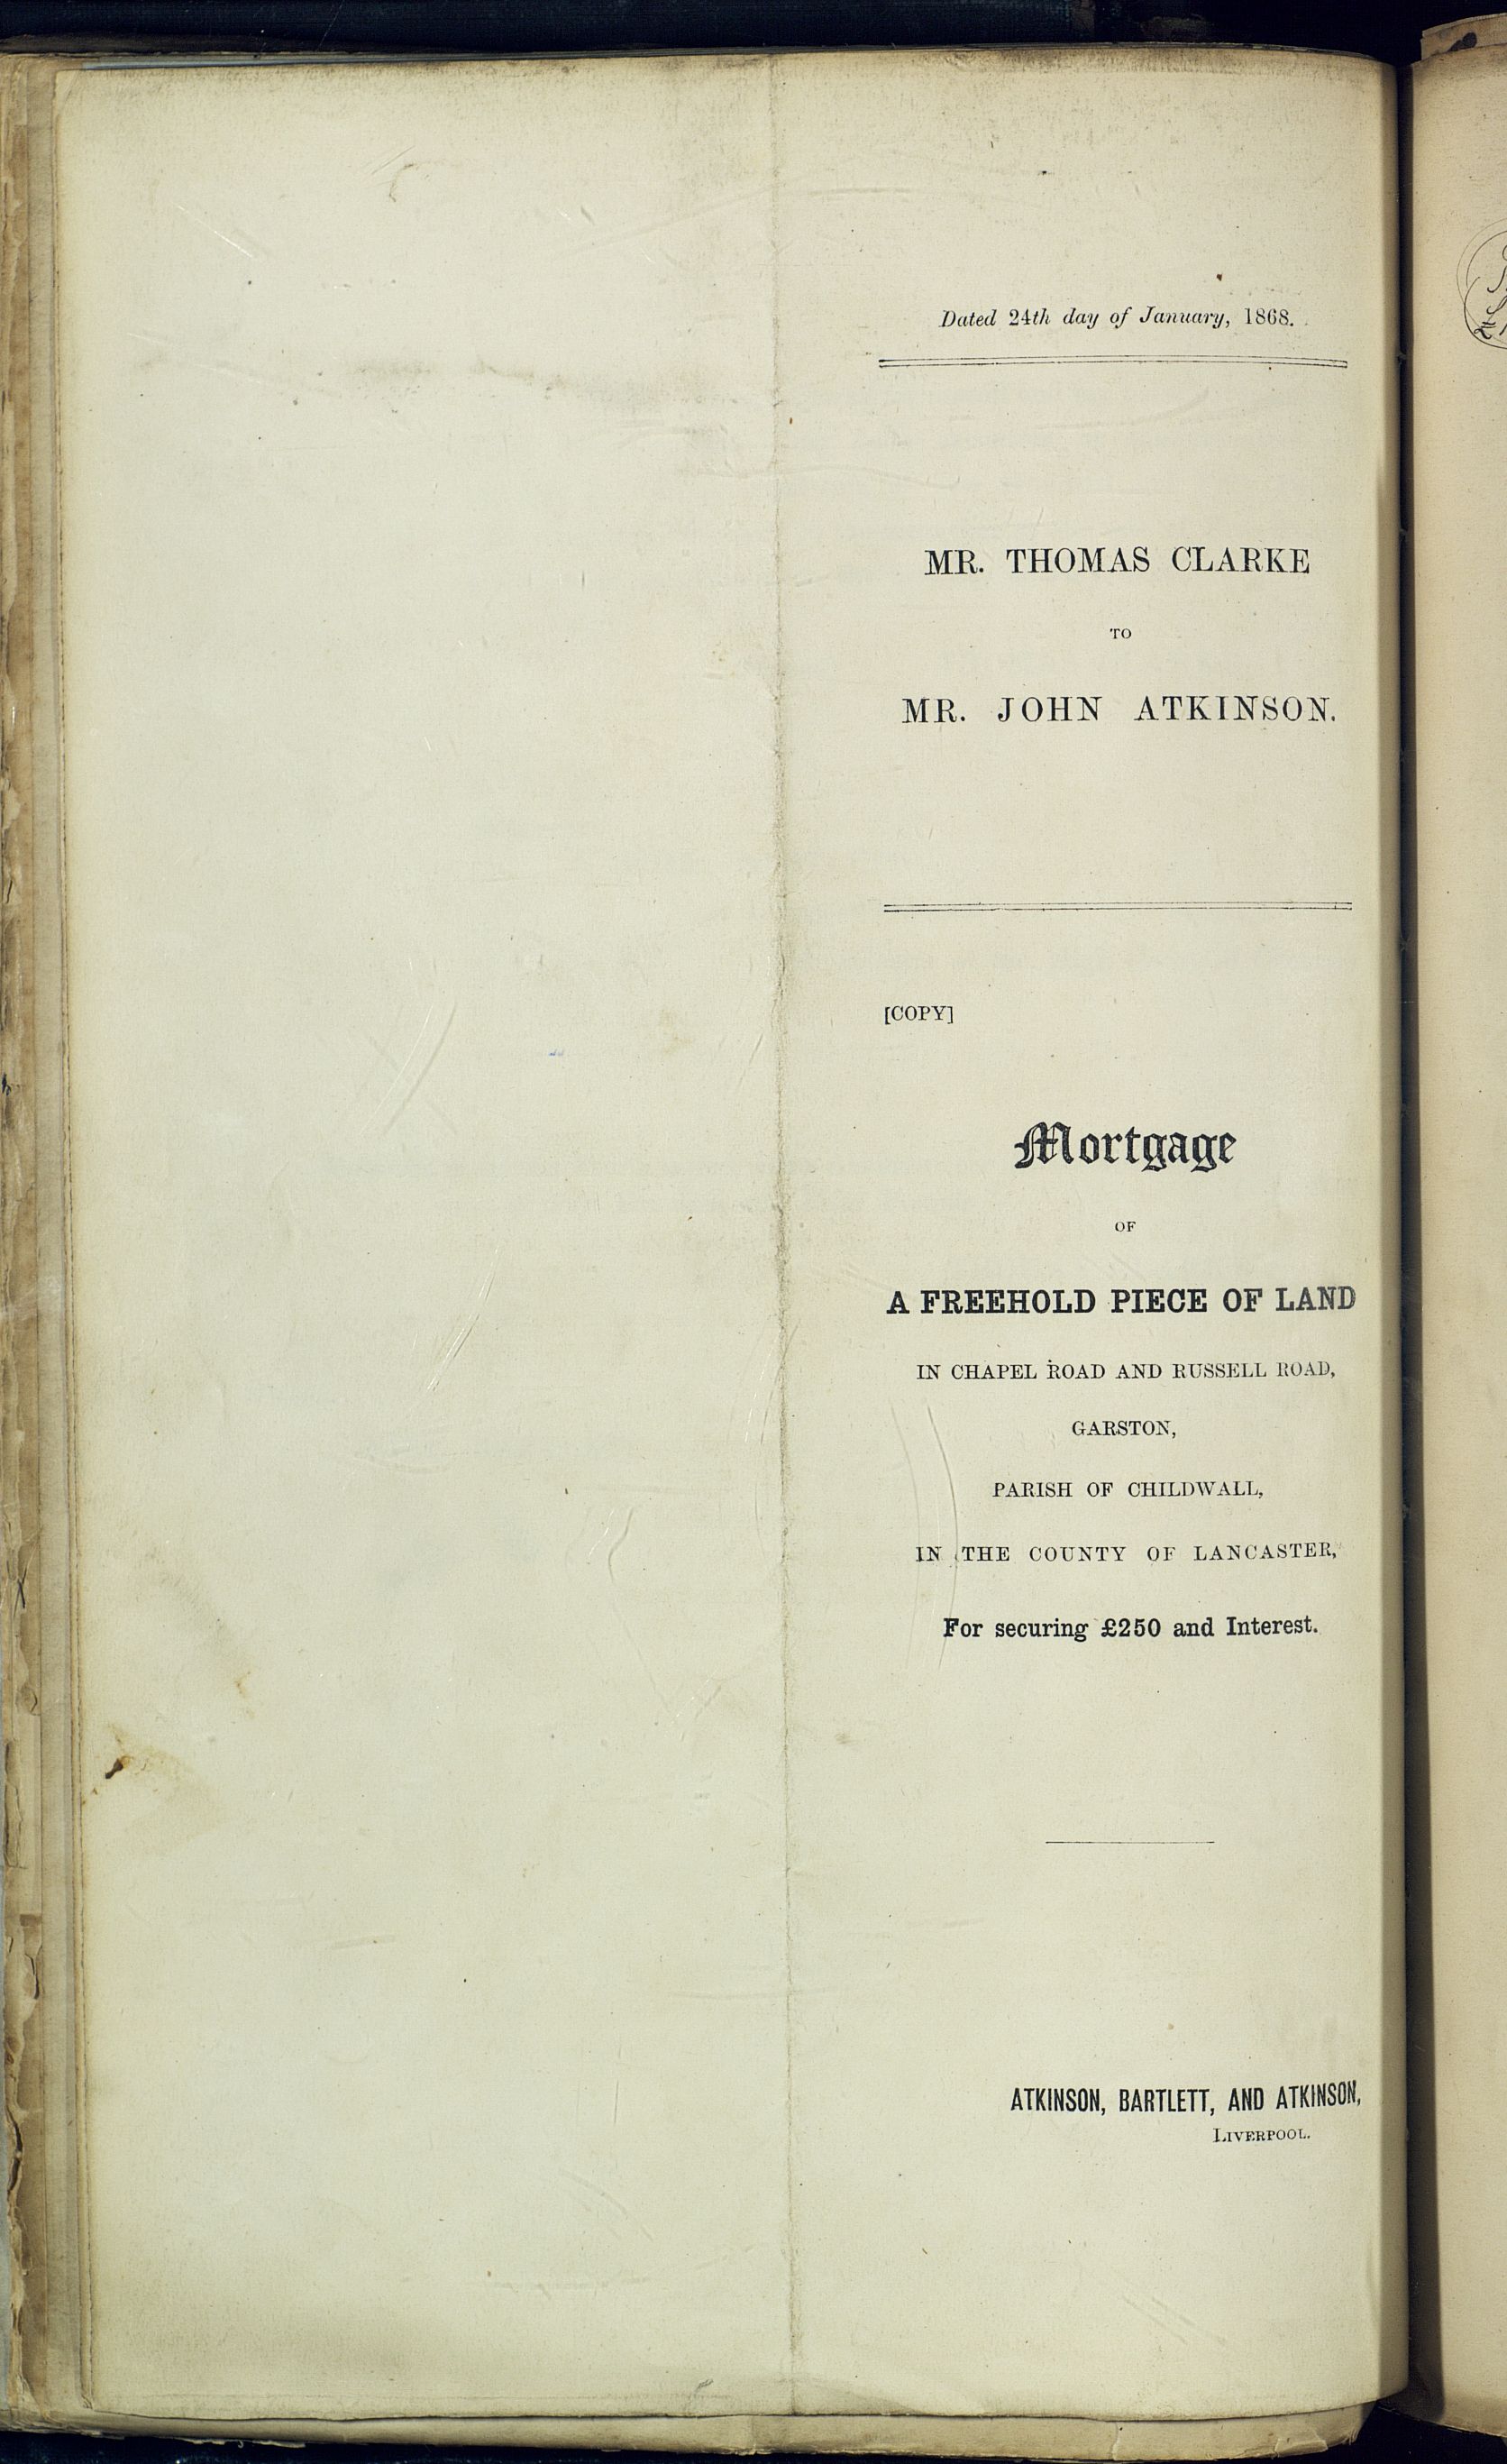 Dated 24th day of January, 1868.
MR. THOMAS CLARKE
TO
MR. JOHN ATKINSON.
[COPY]
Mortgage
OF
A FREEHOLD PIECE OF LAND
IN CHAPEL ROAD AND RUSSELL ROAD,
GARSTON,
PARISH OF CHILDWALL,
IN THE COUNTY OF LANCASTER,
For securing £250 and Interest.
ATKINSON, BARTLETT, AND ATKINSON,
LIVERPOOL.